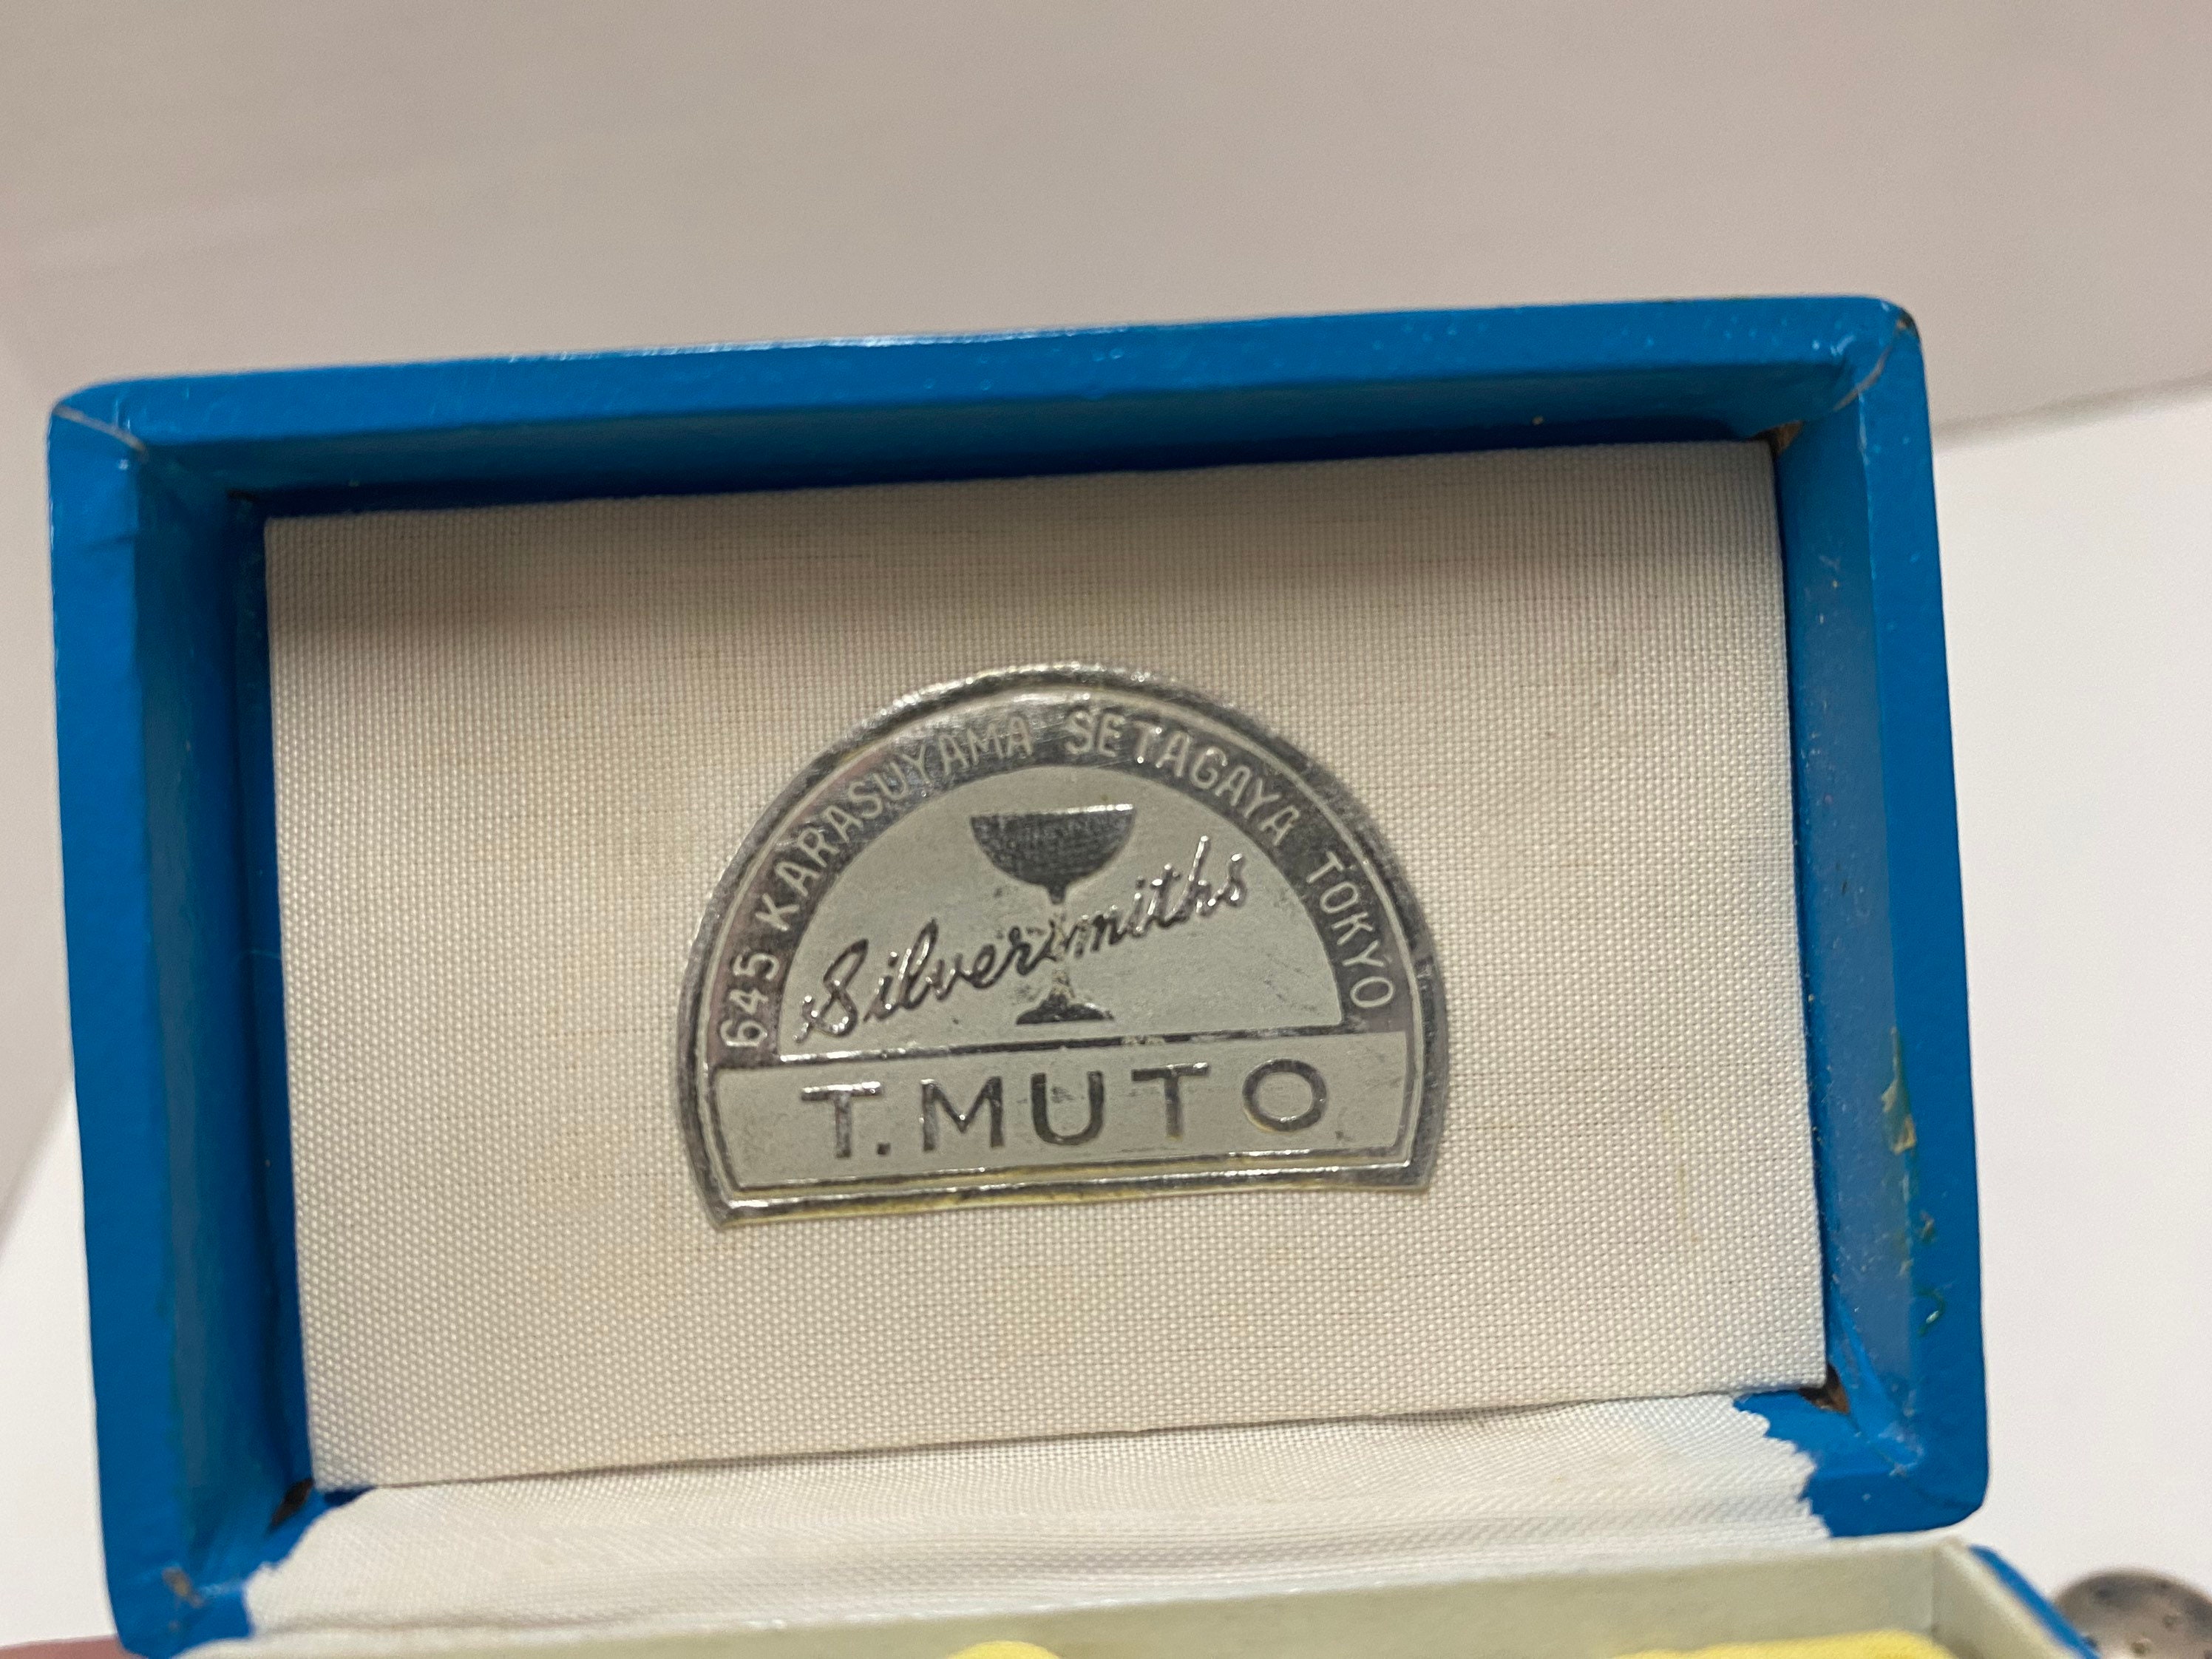 645 KARASUYAMA SETAGAYA TOKYO
Silversmiths
T. MUTO